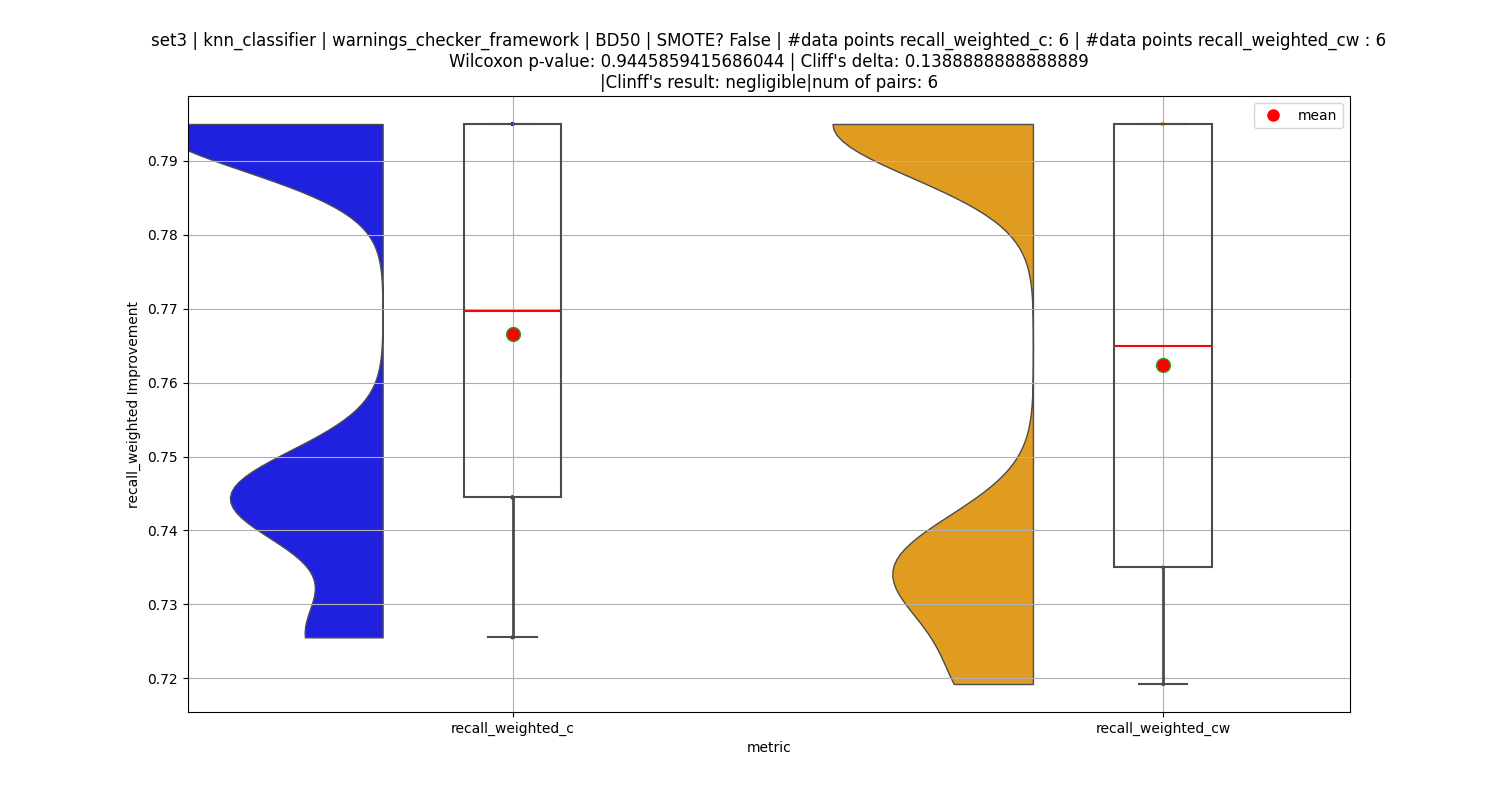 set3 | knn_classifier | warnings_checker_framework | BD50 | SMOTE? False | #data points recall_weighted_c: 6 | #data points recall_weighted_cw : 6
Wilcoxon p-value: 0.9445859415686044 | Cliff's delta: 0.1388888888888889
|Clinff's result: negligible|num of pairs: 6
mean
0.79
0.78
0.77
0.76
0.75
0.74
0.73
0.72
recall_weighted Improvement
recall_weighted_c
recall_weighted_cw
metric